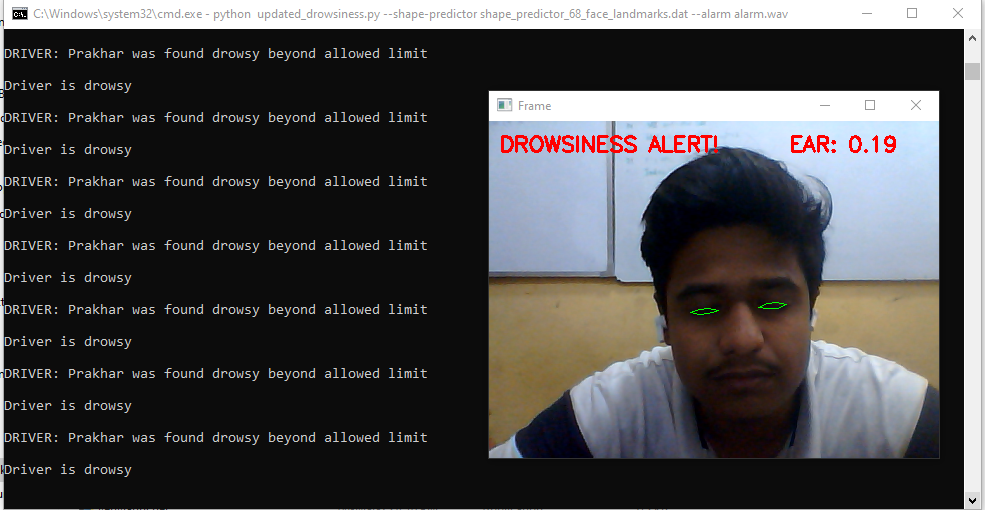 C:\Windows\system32\cmd.exe - python  updated_drowsiness.py --shape-predictor shape_predictor_68_face_landmarks.dat --alarm alarm.wav
DRIVER: Prakhar was found drowsy beyond allowed limit
Driver is drowsy
DRIVER: Prakhar was found drowsy beyond allowed limit
Driver is drowsy
DRIVER: Prakhar was found drowsy beyond allowed limit
Driver is drowsy
DRIVER: Prakhar was found drowsy beyond allowed limit
Driver is drowsy
DRIVER: Prakhar was found drowsy beyond allowed limit
Driver is drowsy
DRIVER: Prakhar was found drowsy beyond allowed limit
Driver is drowsy
DRIVER: Prakhar was found drowsy beyond allowed limit
Driver is drowsy
Frame
DROWSINESS ALERT! EAR: 0.19